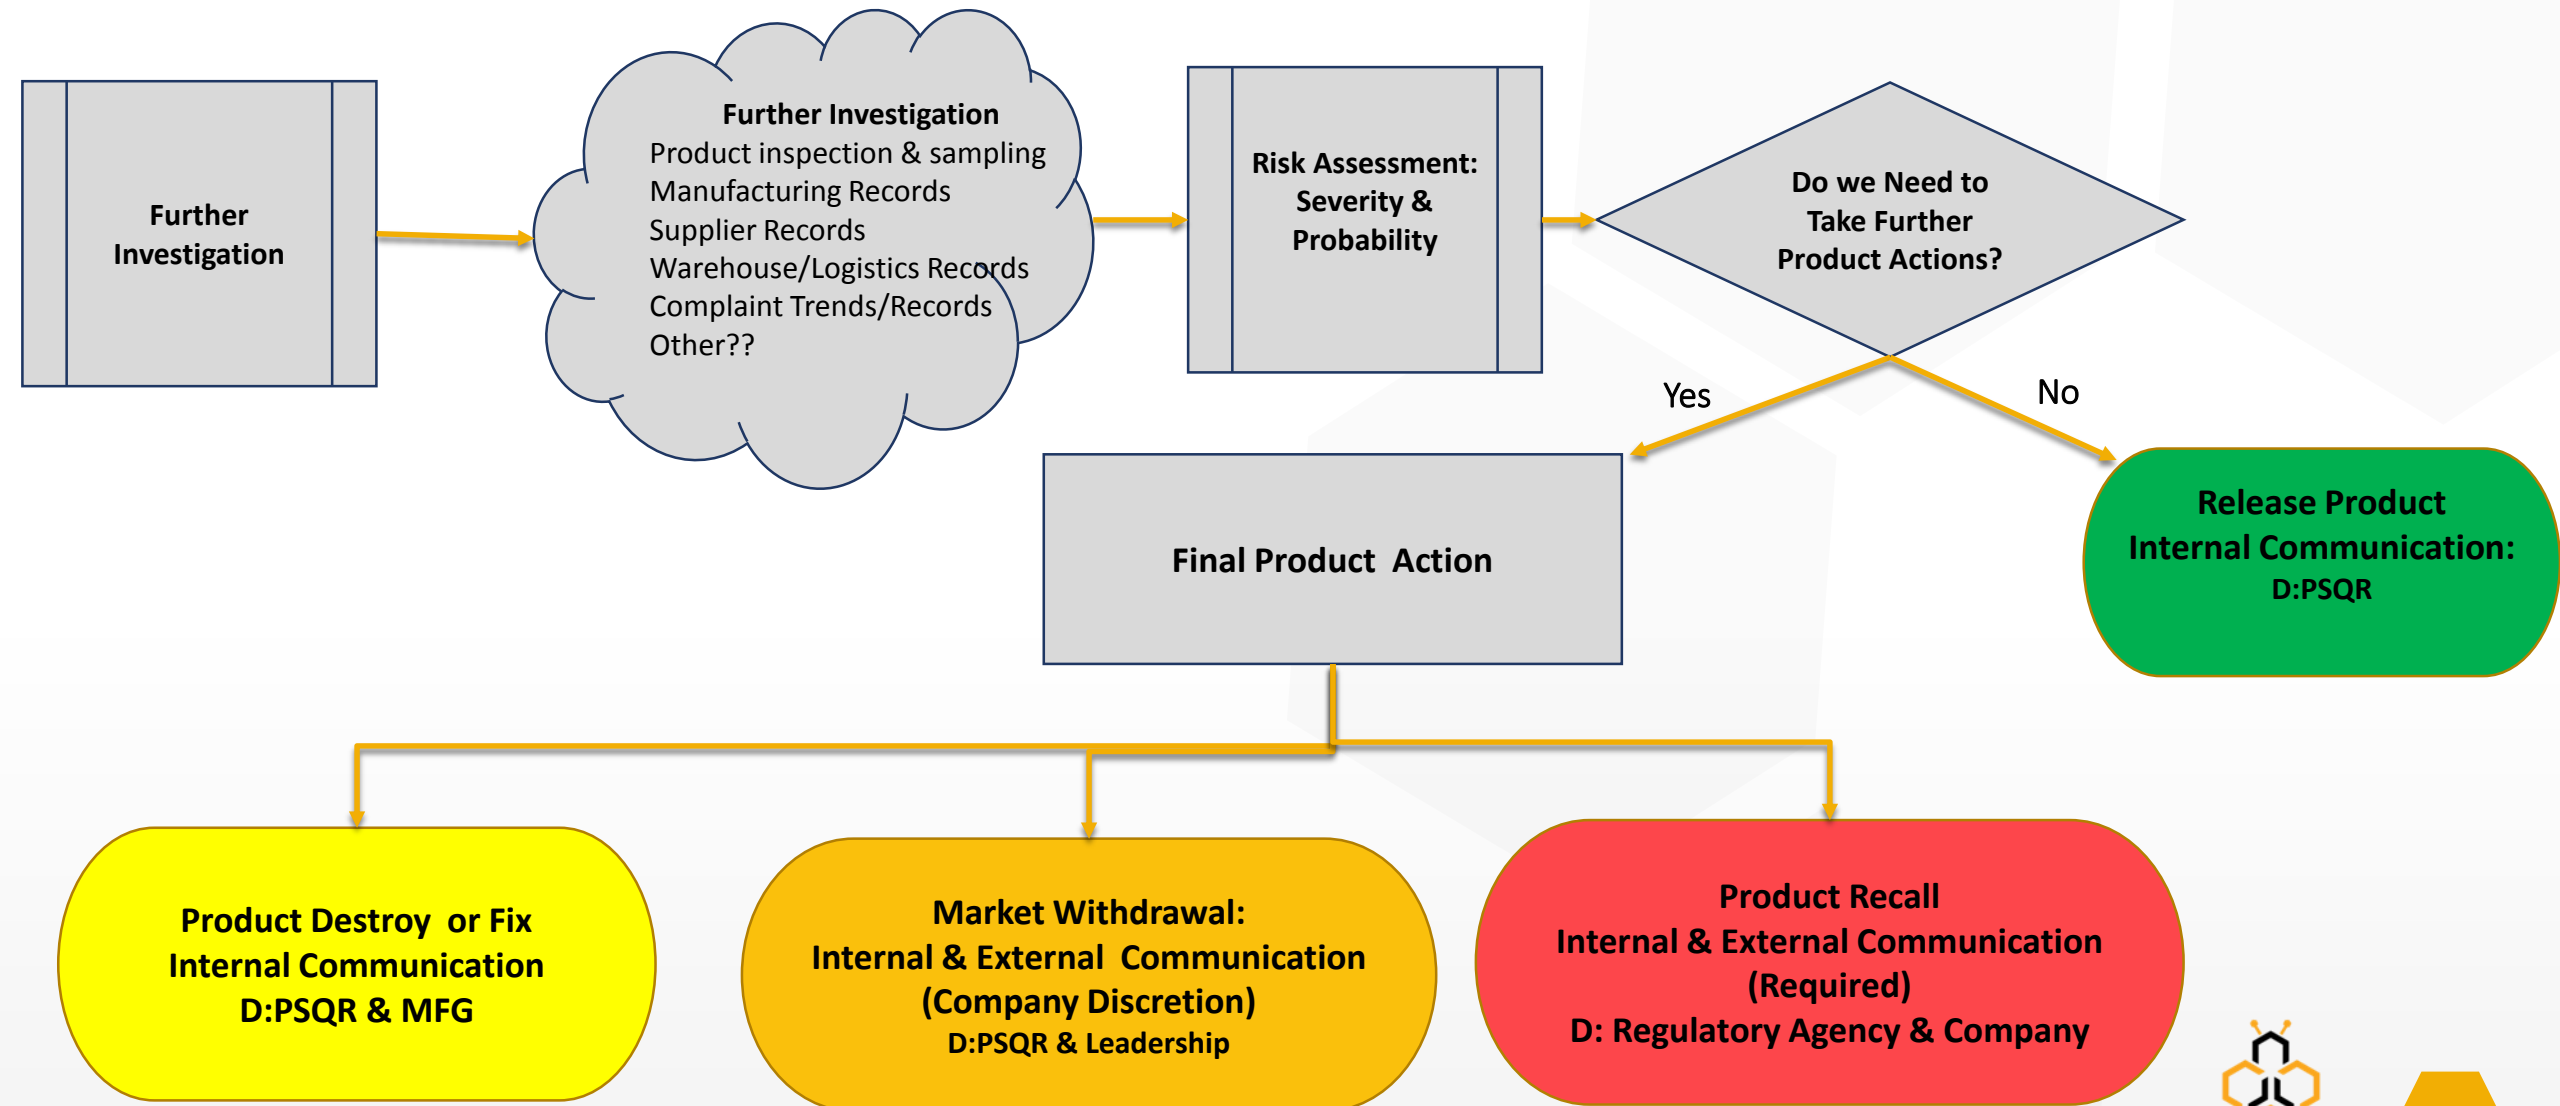 Further
Investigation
Further Investigation
Product inspection & sampling
Manufacturing Records
Supplier Records
Warehouse/Logistics Records
Complaint Trends/Records
Other??
Risk Assessment:
Severity &
Probability
Do we Need to
Take Further
Product Actions?
Yes
No
Final Product  Action
Release Product
Internal Communication:
D:PSQR
Product Destroy  or Fix
Internal Communication
D:PSQR & MFG
Market Withdrawal:
Internal & External  Communication
(Company Discretion)
D:PSQR & Leadership
Product Recall
Internal & External Communication
(Required)
D: Regulatory Agency & Company